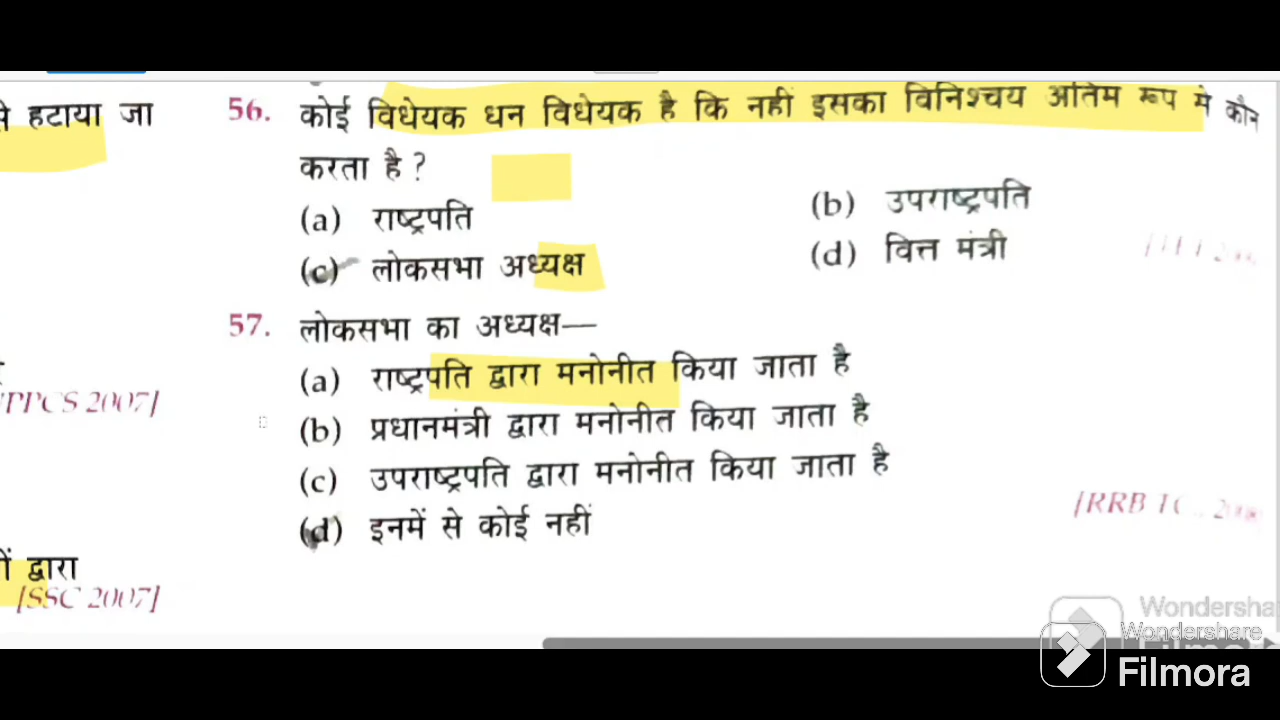 से हटाया जा
PPCS 2007]
द्वारा
[SSC 2007]
56. कोई विधेयक धन विधेयक है कि नहीं इसका विनिश्चय अंतिम रूप में कौन
करता है ?
(a) राष्ट्रपति (b) उपराष्ट्रपति
(c) लोकसभा अध्यक्ष (d) वित्त मंत्री
57. लोकसभा का अध्यक्ष—
(a) राष्ट्रपति द्वारा मनोनीत किया जाता है
(b) प्रधानमंत्री द्वारा मनोनीत किया जाता है
(c) उपराष्ट्रपति द्वारा मनोनीत किया जाता है
(d) इनमें से कोई नहीं
[RRB
Wondershare
Filmora